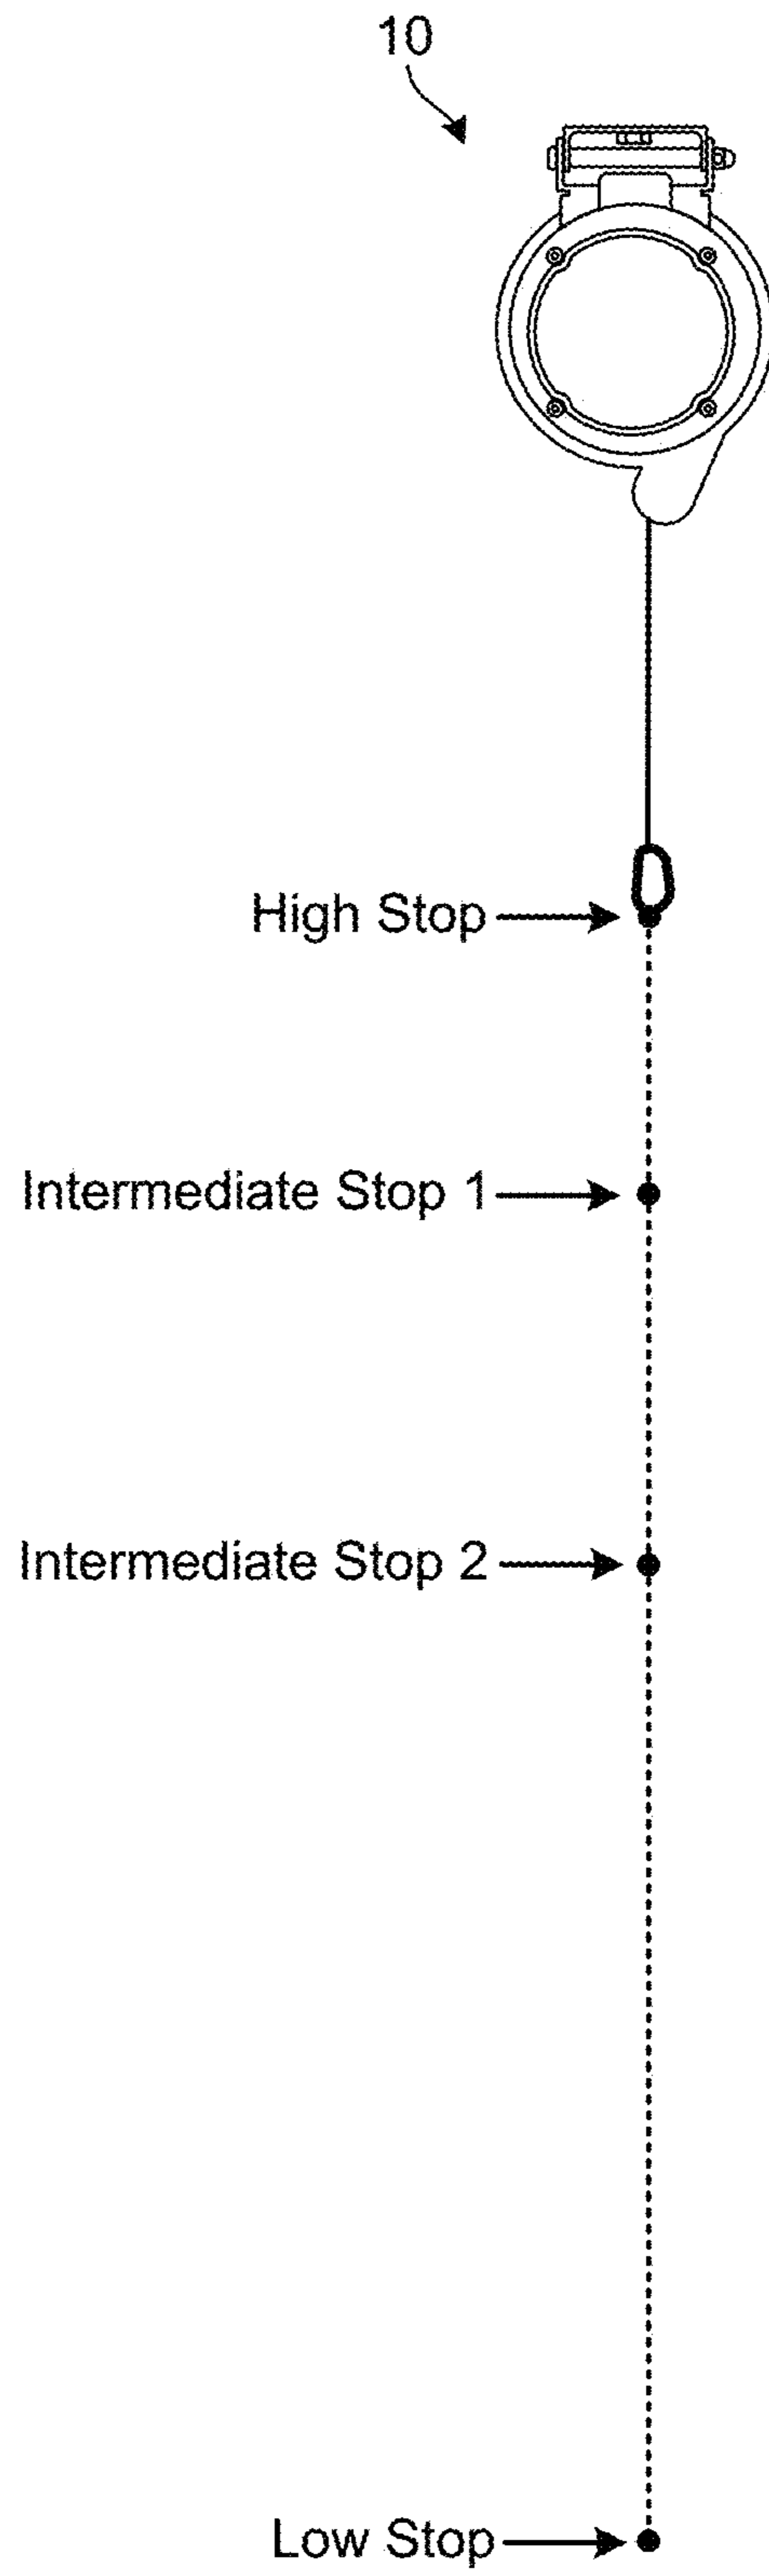 10
High Stop
Intermediate Stop 1
Intermediate Stop 2
Low Stop